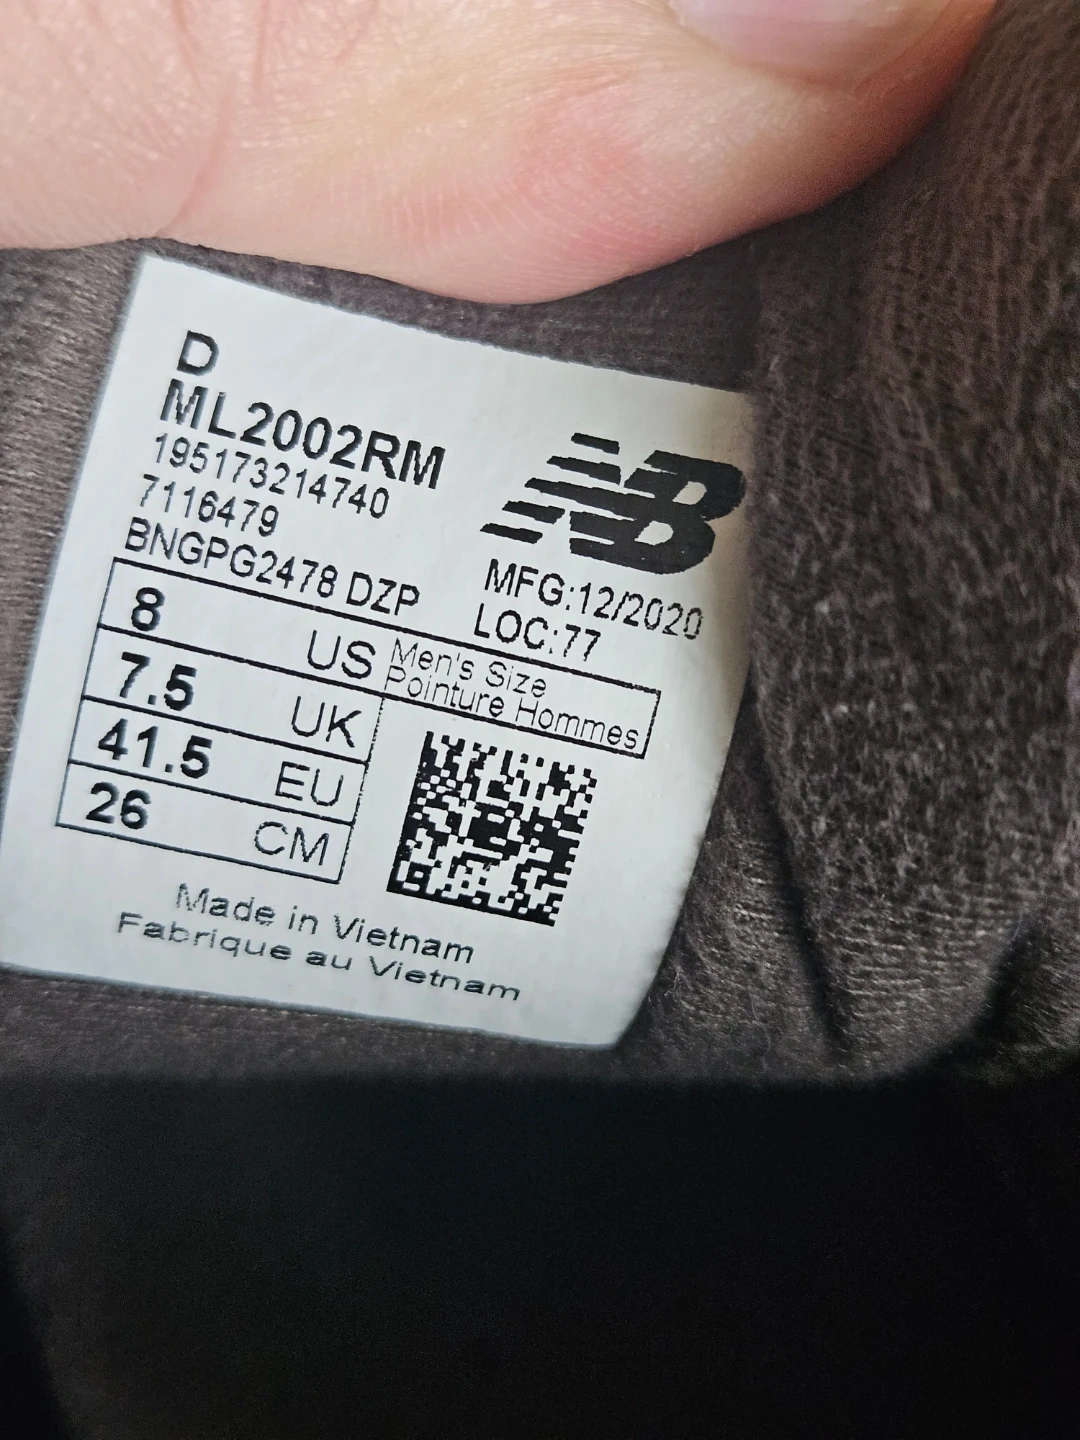 D
ML2002RM
195173214740
7116479
BNGPG2478 DZP
NB
MFG:12/2020
LOC:77
8 US Men's Size
Pointure Hommes
7.5 UK
41.5 EU
26 CM
Made in Vietnam
Fabrique au Vietnam